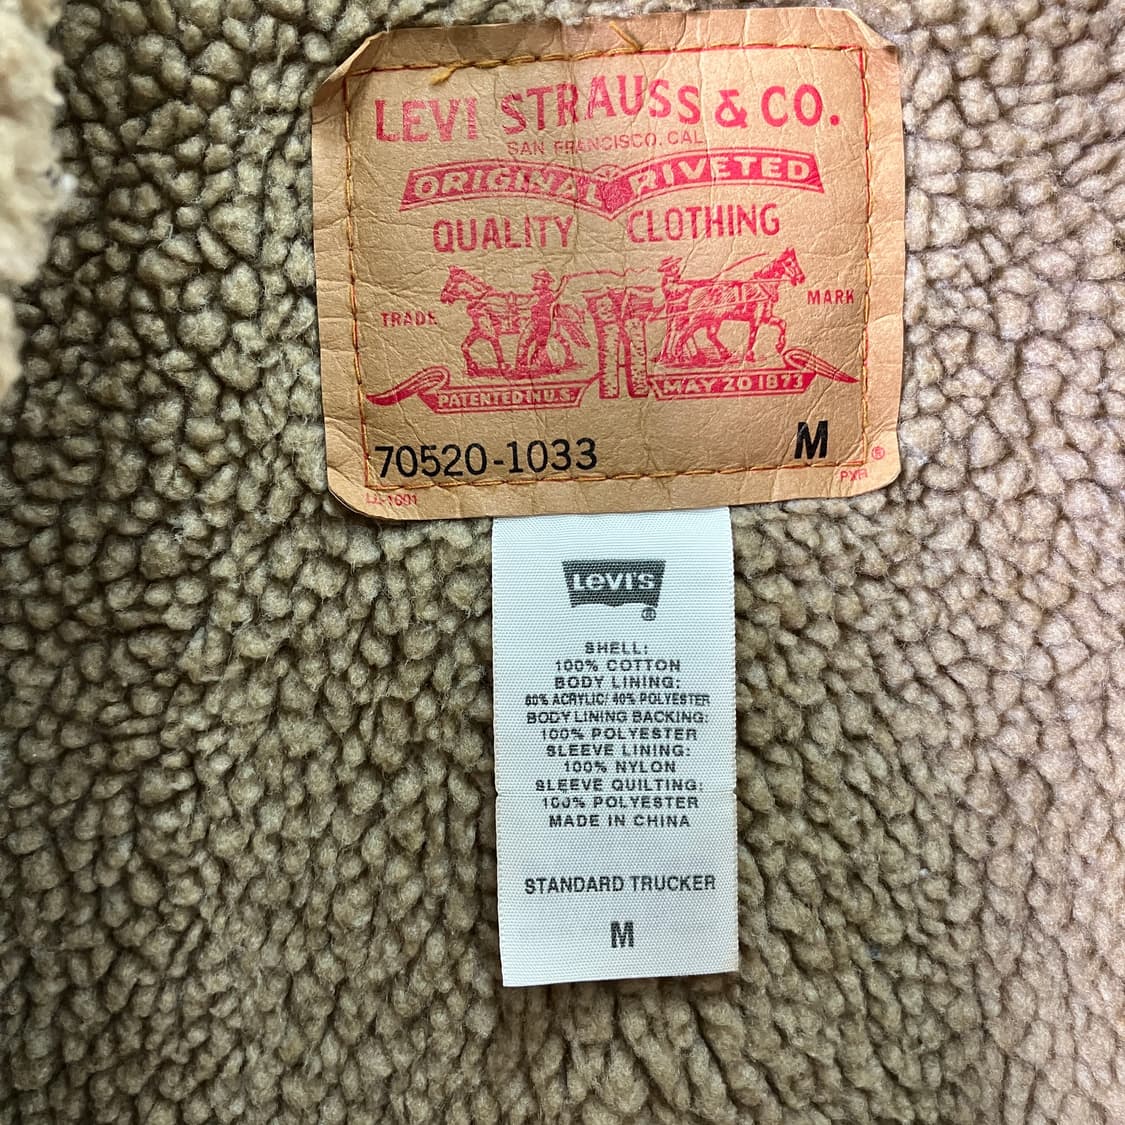 LEVI STRAUSS & CO.
SAN FRANCISCO, CAL
ORIGINAL RIVETED
QUALITY CLOTHING
TRADE MARK
PATENTED IN U.S. MAY 20 1873
70520-1033 M
®
PXR
LEVI'S
®
SHELL:
100% COTTON
BODY LINING:
60% ACRYLIC/ 40% POLYESTER
BODY LINING BACKING:
100% POLYESTER
SLEEVE LINING:
100% NYLON
SLEEVE QUILTING:
100% POLYESTER
MADE IN CHINA
STANDARD TRUCKER
M